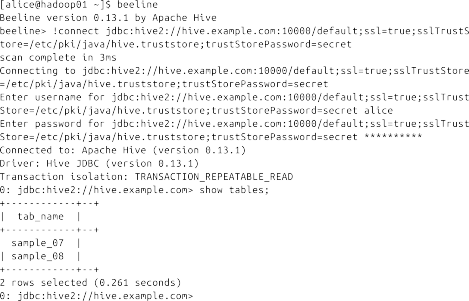 [alice@hadoop01 ~]$ beeline
Beeline version 0.13.1 by Apache Hive
beeline> !connect jdbc:hive2://hive.example.com:10000/default;ssl=true;sslTrustS
tore=/etc/pki/java/hive.truststore;trustStorePassword=secret
scan complete in 3ms
Connecting to jdbc:hive2://hive.example.com:10000/default;ssl=true;sslTrustStore
=/etc/pki/java/hive.truststore;trustStorePassword=secret
Enter username for jdbc:hive2://hive.example.com:10000/default;ssl=true;sslTrust
Store=/etc/pki/java/hive.truststore;trustStorePassword=secret alice
Enter password for jdbc:hive2://hive.example.com:10000/default;ssl=true;sslTrust
Store=/etc/pki/java/hive.truststore;trustStorePassword=secret **********
Connected to: Apache Hive (version 0.13.1)
Driver: Hive JDBC (version 0.13.1)
Transaction isolation: TRANSACTION_REPEATABLE_READ
0: jdbc:hive2://hive.example.com> show tables;
+------------+--+
|  tab_name  |
+------------+--+
  sample_07  |
| sample_08  |
+------------+--+
2 rows selected (0.261 seconds)
0: jdbc:hive2://hive.example.com>